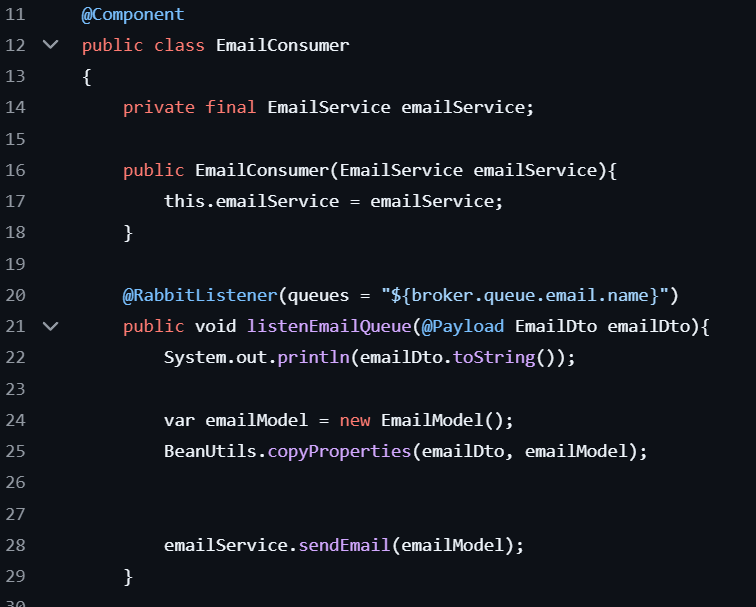 11 @Component
12 public class EmailConsumer
13 {
14 private final EmailService emailService;
15
16 public EmailConsumer(EmailService emailService){
17 this.emailService = emailService;
18 }
19
20 @RabbitListener(queues = "${broker.queue.email.name}")
21 public void listenEmailQueue(@Payload EmailDto emailDto){
22 System.out.println(emailDto.toString());
23
24 var emailModel = new EmailModel();
25 BeanUtils.copyProperties(emailDto, emailModel);
26
27
28 emailService.sendEmail(emailModel);
29 }
30